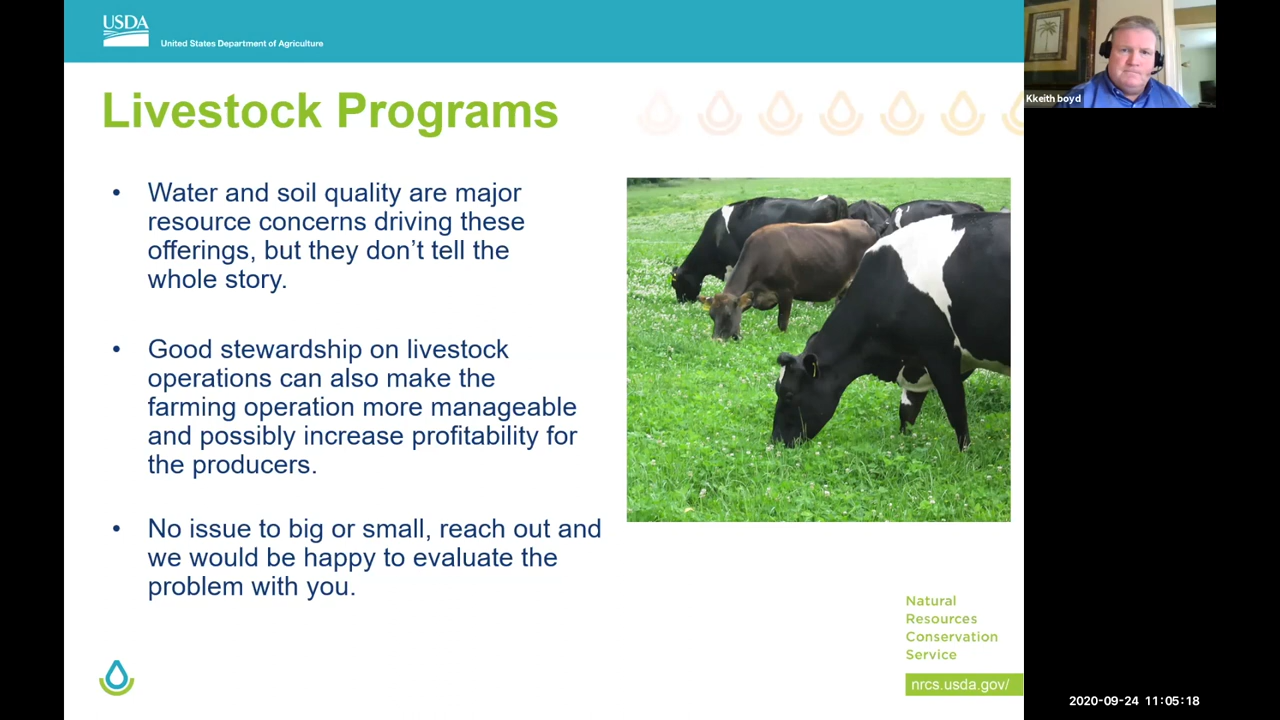 USDA
United States Department of Agriculture
Kkeith boyd
Livestock Programs
• Water and soil quality are major
resource concerns driving these
offerings, but they don’t tell the
whole story.
• Good stewardship on livestock
operations can also make the
farming operation more manageable
and possibly increase profitability for
the producers.
• No issue to big or small, reach out and
we would be happy to evaluate the
problem with you.
Natural
Resources
Conservation
Service
nrcs.usda.gov/
2020-09-24 11:05:18